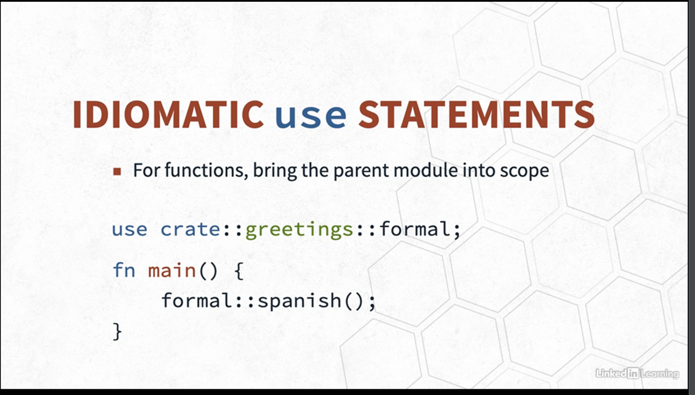 IDIOMATIC use STATEMENTS
▪ For functions, bring the parent module into scope
use crate::greetings::formal;
fn main() {
    formal::spanish();
}
Linked in Learning